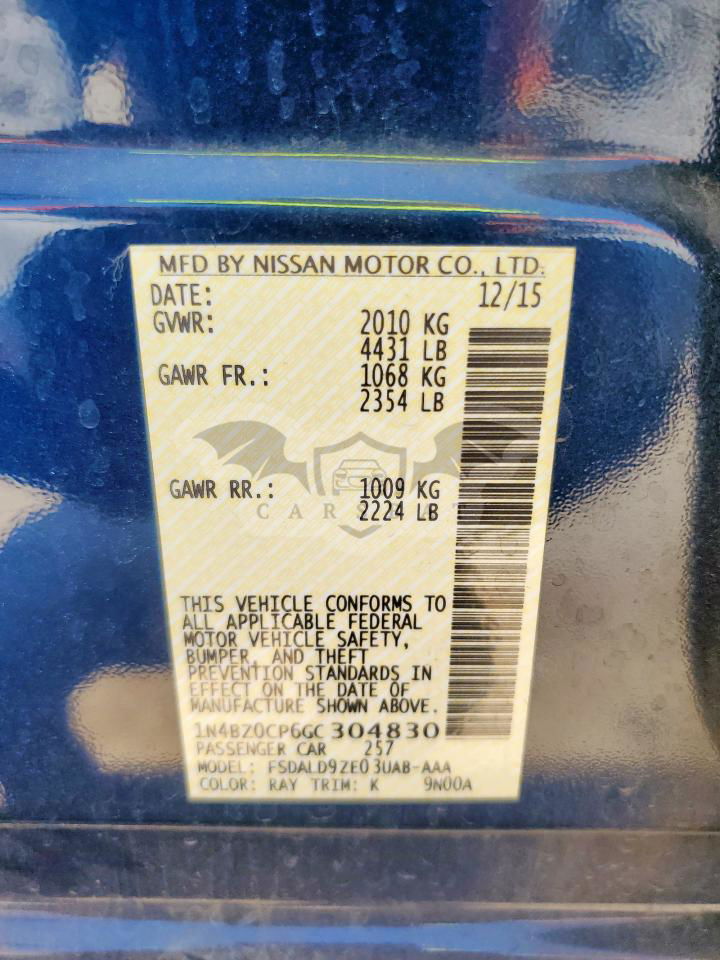 MFD BY NISSAN MOTOR CO., LTD.
DATE: 12/15
GVWR: 2010 KG
4431 LB
GAWR FR.: 1068 KG
2354 LB
GAWR RR.: 1009 KG
2224 LB
THIS VEHICLE CONFORMS TO
ALL APPLICABLE FEDERAL
MOTOR VEHICLE SAFETY,
BUMPER, AND THEFT
PREVENTION STANDARDS IN
EFFECT ON THE DATE OF
MANUFACTURE SHOWN ABOVE.
1N4BZ0CP6GC304830
PASSENGER CAR 257
MODEL: FSDALD9ZE03UAB-AAA
COLOR: RAY TRIM: K 9N00A